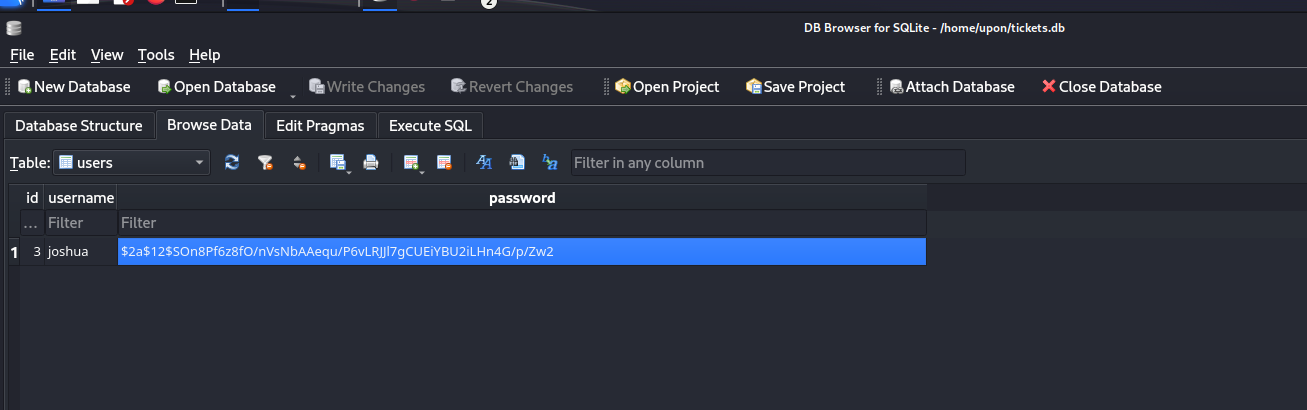 2
DB Browser for SQLite - /home/upon/tickets.db
File Edit View Tools Help
New Database Open Database Write Changes Revert Changes Open Project Save Project Attach Database Close Database
Database Structure Browse Data Edit Pragmas Execute SQL
Table: users Filter in any column
id username password
... Filter Filter
1 3 joshua $2a$12$SOn8Pf6z8fO/nVsNbAAequ/P6vLRJJl7gCUEiYBU2iLHn4G/p/Zw2